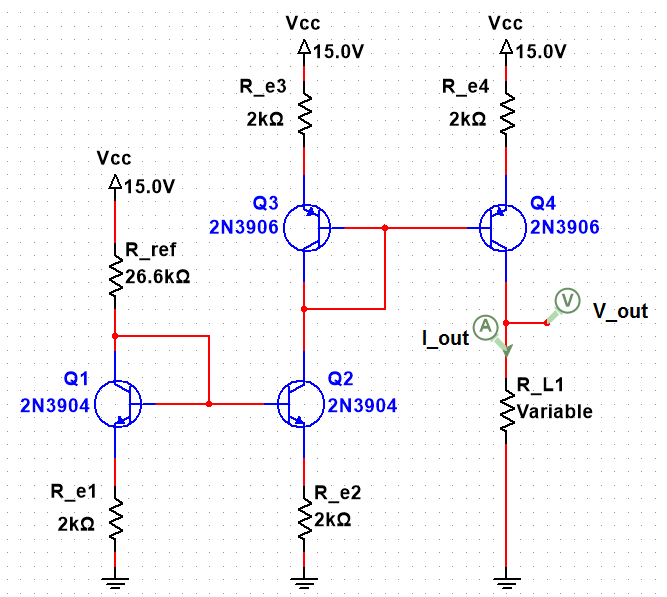 Vcc
15.0V
Vcc
15.0V
R_e3
2kΩ
R_e4
2kΩ
Vcc
15.0V
Q3
2N3906
Q4
2N3906
R_ref
26.6kΩ
V
V_out
A
I_out
Q1
2N3904
Q2
2N3904
R_L1
Variable
R_e1
2kΩ
R_e2
2kΩ